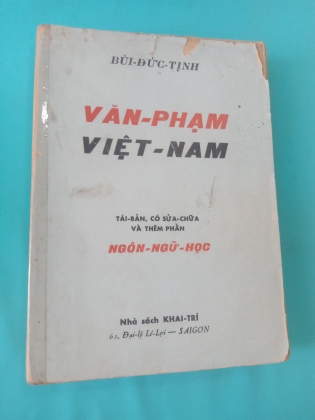 BÙI-ĐỨC-TỊNH
VĂN-PHẠM
VIỆT-NAM
TÁI-BẢN, CÓ SỬA-CHỮA
VÀ THÊM PHẦN
NGÔN-NGỮ-HỌC
Nhà sách KHAI-TRÍ
62, Đại-lộ Lê-Lợi — SAIGON